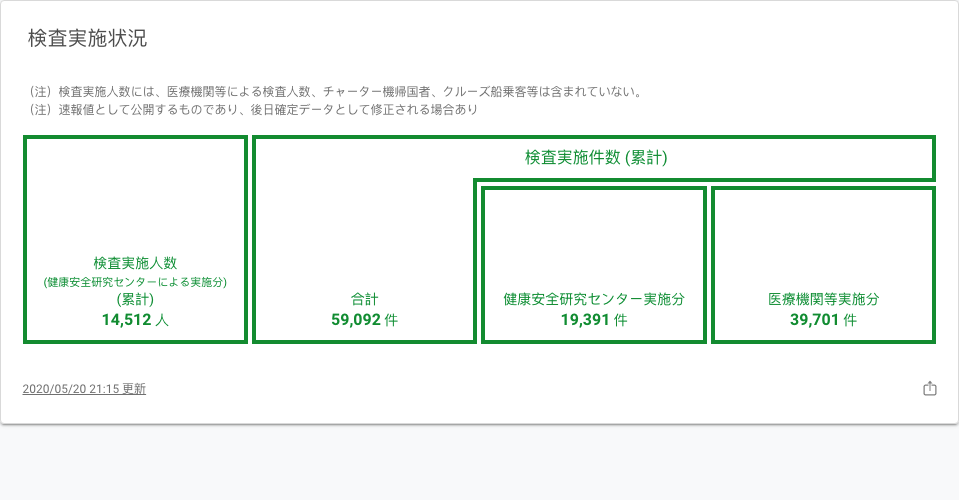 検査実施状況
（注）検査実施人数には、医療機関等による検査人数、チャーター機帰国者、クルーズ船乗客等は含まれていない。
（注）速報値として公開するものであり、後日確定データとして修正される場合あり
検査実施人数
(健康安全研究センターによる実施分)
(累計)
14,512 人
検査実施件数 (累計)
合計
59,092 件
健康安全研究センター実施分
19,391 件
医療機関等実施分
39,701 件
2020/05/20 21:15 更新